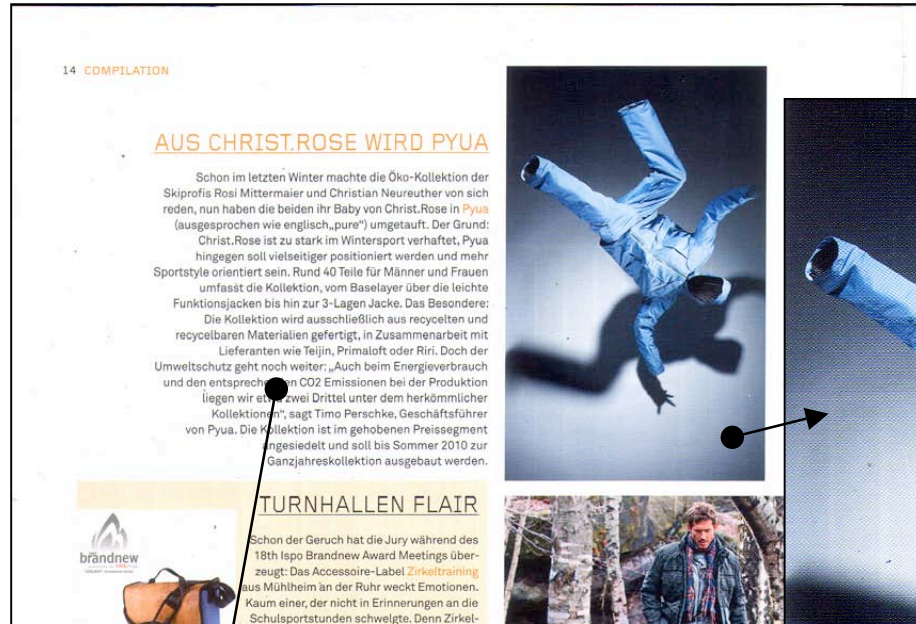 14 COMPILATION
AUS CHRIST.ROSE WIRD PYUA
Schon im letzten Winter machte die Öko-Kollektion der
Skiprofis Rosi Mittermaier und Christian Neureuther von sich
reden, nun haben die beiden ihr Baby von Christ.Rose in Pyua
(ausgesprochen wie englisch„pure“) umgetauft. Der Grund:
Christ.Rose ist zu stark im Wintersport verhaftet, Pyua
hingegen soll vielseitiger positioniert werden und mehr
Sportstyle orientiert sein. Rund 40 Teile für Männer und Frauen
umfasst die Kollektion, vom Baselayer über die leichte
Funktionsjacken bis hin zur 3-Lagen Jacke. Das Besondere:
Die Kollektion wird ausschließlich aus recycelten und
recycelbaren Materialien gefertigt, in Zusammenarbeit mit
Lieferanten wie Teijin, Primaloft oder Riri. Doch der
Umweltschutz geht noch weiter: „Auch beim Energieverbrauch
und den entsprechenden CO2 Emissionen bei der Produktion
liegen wir etwa zwei Drittel unter dem herkömmlicher
Kollektionen“, sagt Timo Perschke, Geschäftsführer
von Pyua. Die Kollektion ist im gehobenen Preissegment
angesiedelt und soll bis Sommer 2010 zur
Ganzjahreskollektion ausgebaut werden.
TURNHALLEN FLAIR
brandnew
Schon der Geruch hat die Jury während des
18th Ispo Brandnew Award Meetings über-
zeugt: Das Accessoire-Label Zirkeltraining
aus Mühlheim an der Ruhr weckt Emotionen.
Kaum einer, der nicht in Erinnerungen an die
Schulsportstunden schwelgte. Denn Zirkel-